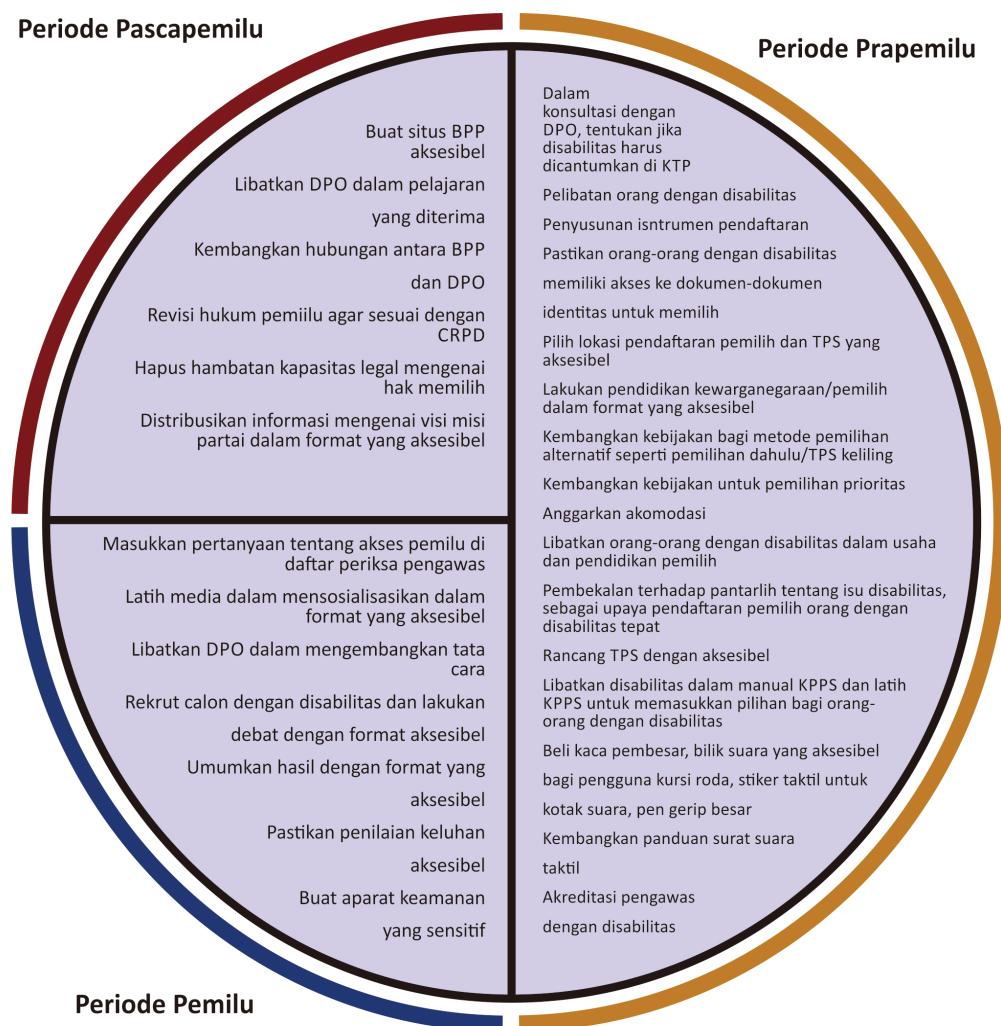 Periode Pascapemilu
Buat situs BPP
aksesibel
Libatkan DPO dalam pelajaran
yang diterima
Kembangkan hubungan antara BPP
dan DPO
Revisi hukum pemiilu agar sesuai dengan
CRPD
Hapus hambatan kapasitas legal mengenai
hak memilih
Distribusikan informasi mengenai visi misi
partai dalam format yang aksesibel
Periode Prapemilu
Dalam
konsultasi dengan
DPO, tentukan jika
disabilitas harus
dicantumkan di KTP
Pelibatan orang dengan disabilitas
Penyusunan isntrumen pendaftaran
Pastikan orang-orang dengan disabilitas
memiliki akses ke dokumen-dokumen
identitas untuk memilih
Pilih lokasi pendaftaran pemilih dan TPS yang
aksesibel
Lakukan pendidikan kewarganegaraan/pemilih
dalam format yang aksesibel
Kembangkan kebijakan bagi metode pemilihan
alternatif seperti pemilihan dahulu/TPS keliling
Kembangkan kebijakan untuk pemilihan prioritas
Anggarkan akomodasi
Libatkan orang-orang dengan disabilitas dalam usaha
dan pendidikan pemilih
Pembekalan terhadap pantarlih tentang isu disabilitas,
sebagai upaya pendaftaran pemilih orang dengan
disabilitas tepat
Rancang TPS dengan aksesibel
Libatkan disabilitas dalam manual KPPS dan latih
KPPS untuk memasukkan pilihan bagi orang-
orang dengan disabilitas
Beli kaca pembesar, bilik suara yang aksesibel
bagi pengguna kursi roda, stiker taktil untuk
kotak suara, pen gerip besar
Kembangkan panduan surat suara
taktil
Akreditasi pengawas
dengan disabilitas
Masukkan pertanyaan tentang akses pemilu di
daftar periksa pengawas
Latih media dalam mensosialisasikan dalam
format yang aksesibel
Libatkan DPO dalam mengembangkan tata
cara
Rekrut calon dengan disabilitas dan lakukan
debat dengan format aksesibel
Umumkan hasil dengan format yang
aksesibel
Pastikan penilaian keluhan
aksesibel
Buat aparat keamanan
yang sensitif
Periode Pemilu